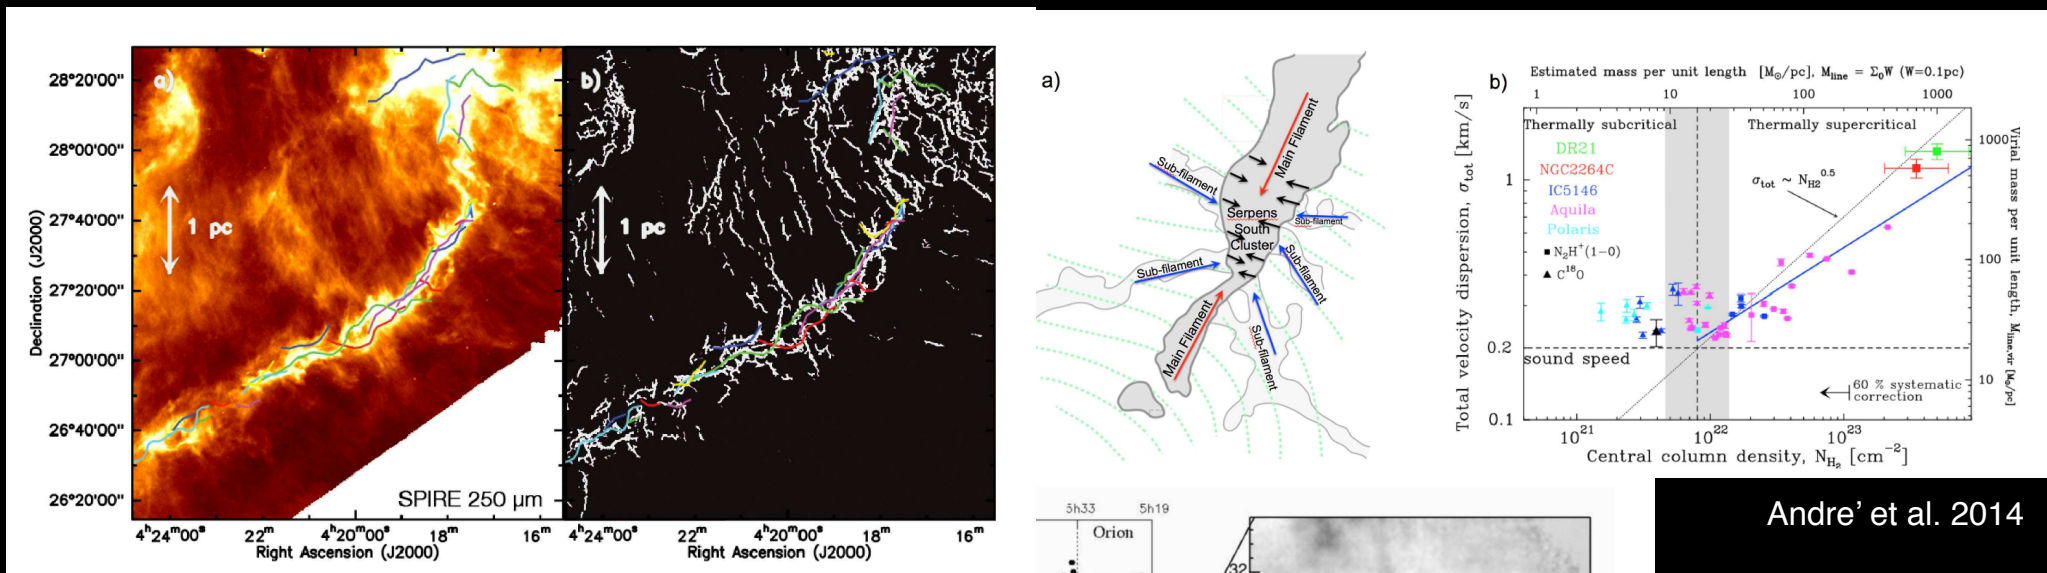 a)
1 pc
SPIRE 250 μm
28°20'00"
28°00'00"
27°40'00"
27°20'00"
27°00'00"
26°40'00"
26°20'00"
Declination (J2000)
4ʰ24ᵐ00ˢ 22ᵐ 4ʰ20ᵐ00ˢ 18ᵐ 16ᵐ
Right Ascension (J2000)
b)
1 pc
4ʰ24ᵐ00ˢ 22ᵐ 4ʰ20ᵐ00ˢ 18ᵐ 16ᵐ
Right Ascension (J2000)
a)
Main Filament
Sub-filament
Serpens
South
Cluster
Sub-filament
Sub-filament
Sub-filament
Main Filament
Sub-filament
b)
Estimated mass per unit length [M⊙/pc], Mline = Σ0W (W=0.1pc)
1 10 100 1000
Thermally subcritical
Thermally supercritical
DR21
NGC2264C
IC5146
Aquila
Polaris
N2H+(1-0)
C18O
σtot ~ NH2^0.5
sound speed
60 % systematic
correction
Total velocity dispersion, σtot [km/s]
1
0.2
0.1
1000
100
10
Virial mass per unit length, Mline,vir [M⊙/pc]
10²¹ 10²² 10²³
Central column density, NH2 [cm⁻²]
5h33 5h19
Orion
32
Andre’ et al. 2014